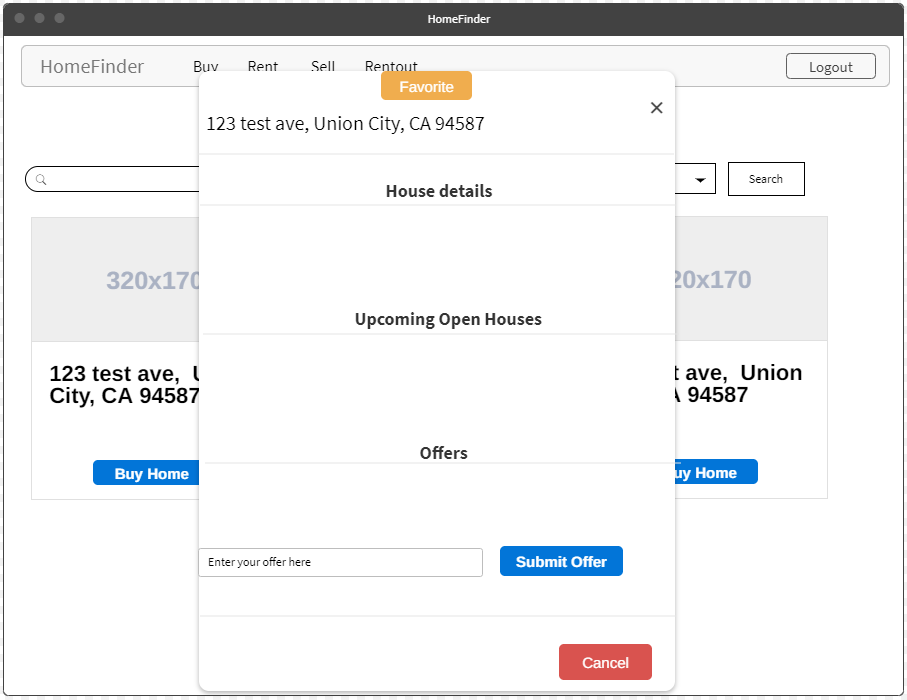 HomeFinder
HomeFinder Buy Rent Sell Rentout Logout
Favorite
×
123 test ave, Union City, CA 94587
Search
House details
320x170
20x170
Upcoming Open Houses
123 test ave, U
City, CA 94587
t ave, Union
A 94587
Offers
Buy Home
uy Home
Enter your offer here
Submit Offer
Cancel